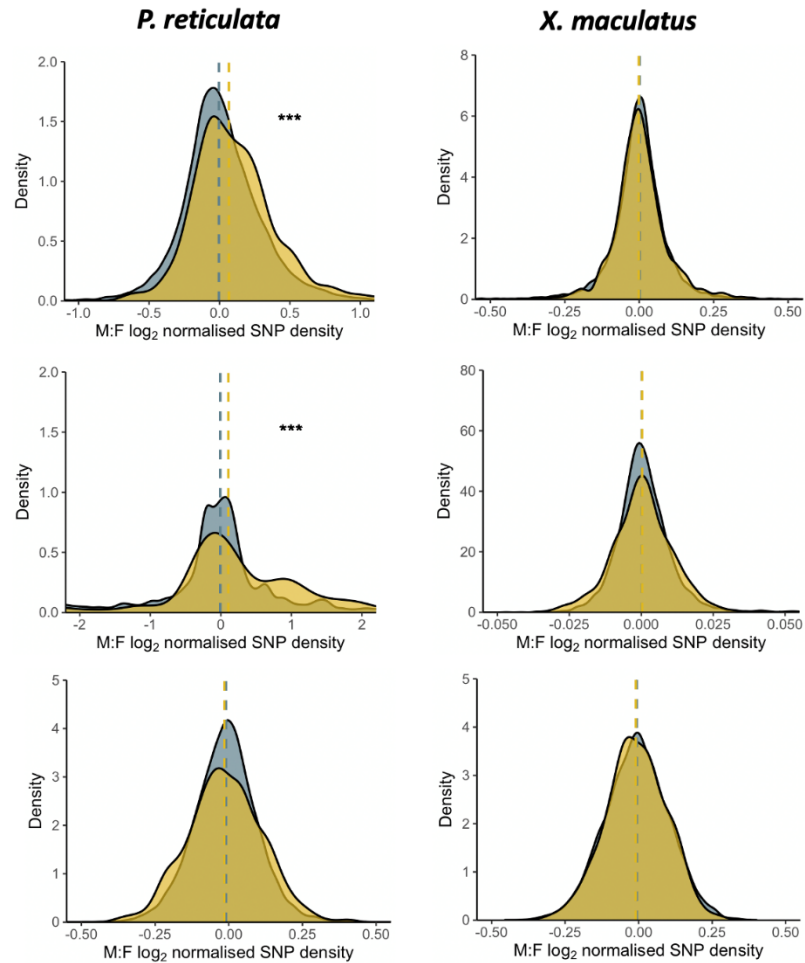 P. reticulata
X. maculatus
2.0
1.5
1.0
0.5
0.0
Density
***
-1.0 -0.5 0.0 0.5 1.0
M:F log2 normalised SNP density
8
6
4
2
0
Density
-0.50 -0.25 0.00 0.25 0.50
M:F log2 normalised SNP density
2.0
1.5
1.0
0.5
0.0
Density
***
-2 -1 0 1 2
M:F log2 normalised SNP density
80
60
40
20
0
Density
-0.050 -0.025 0.000 0.025 0.050
M:F log2 normalised SNP density
5
4
3
2
1
0
Density
-0.50 -0.25 0.00 0.25 0.50
M:F log2 normalised SNP density
5
4
3
2
1
0
Density
-0.50 -0.25 0.00 0.25 0.50
M:F log2 normalised SNP density